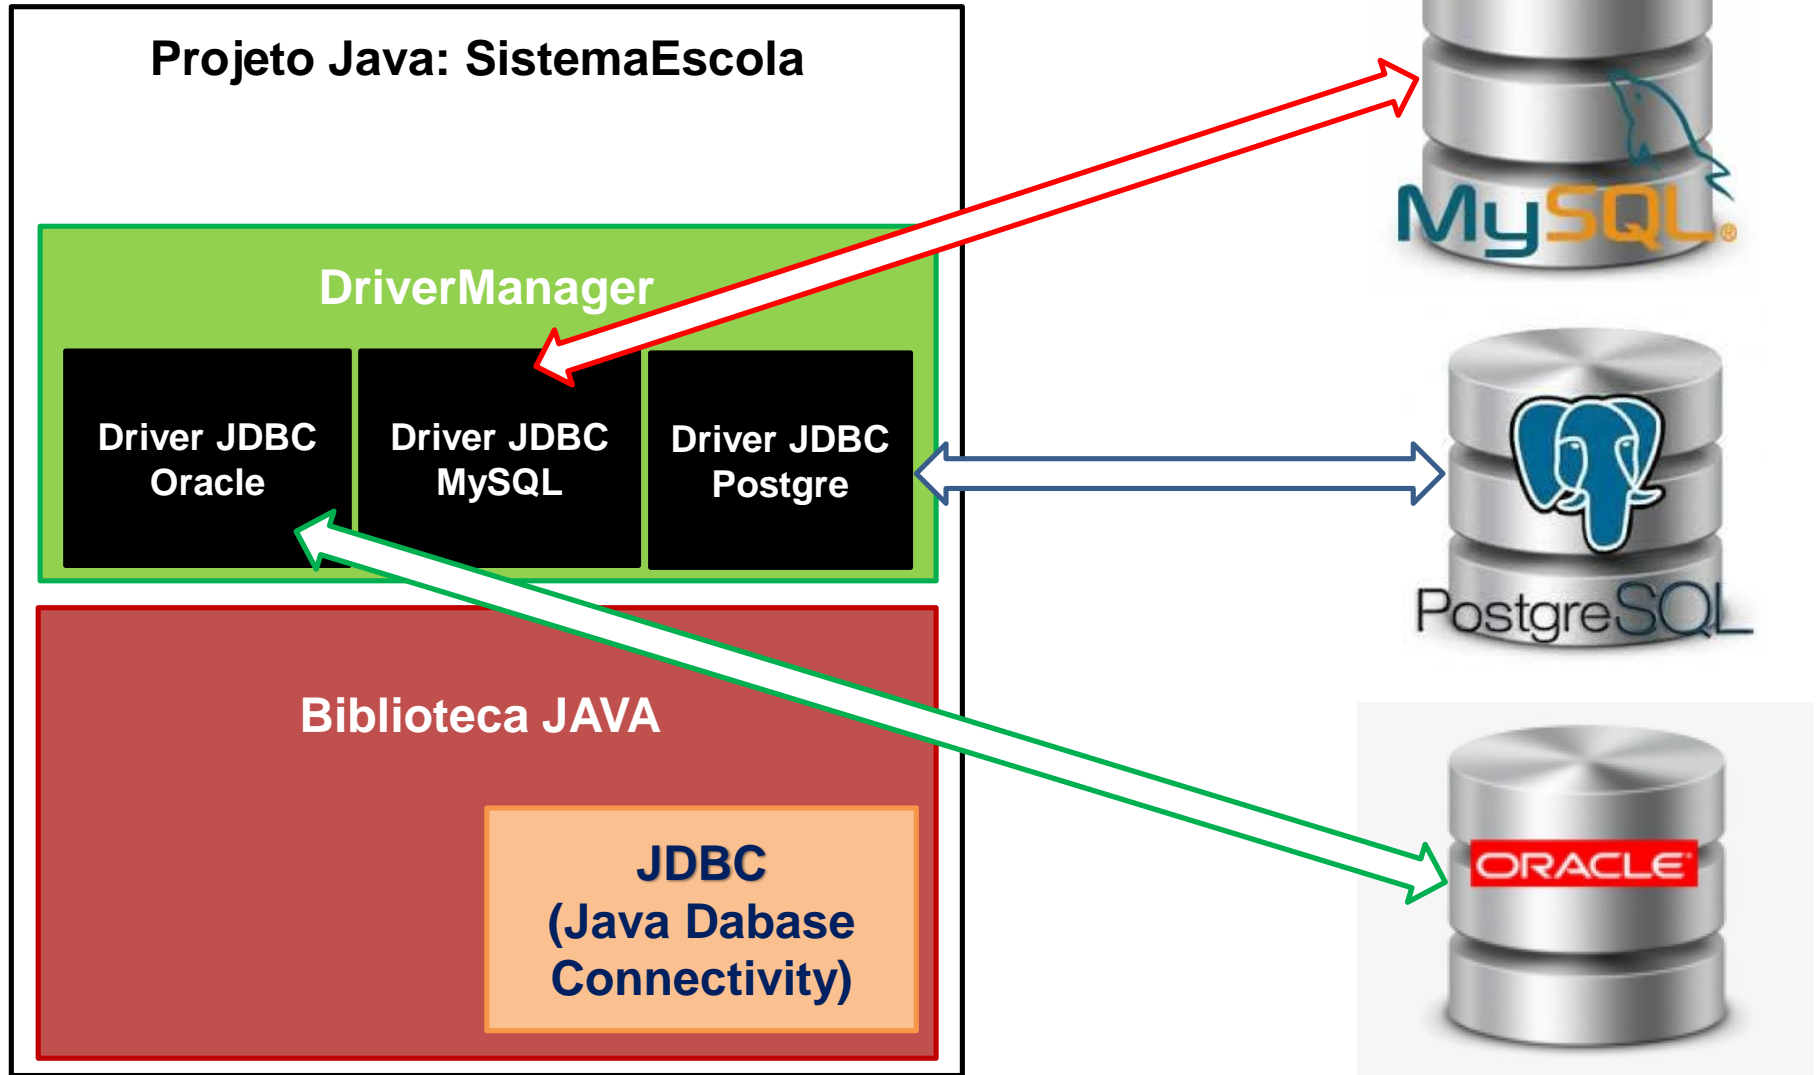 Projeto Java: SistemaEscola
DriverManager
Driver JDBC
Oracle
Driver JDBC
MySQL
Driver JDBC
Postgre
Biblioteca JAVA
JDBC
(Java Dabase
Connectivity)
MySQL®
PostgreSQL
ORACLE